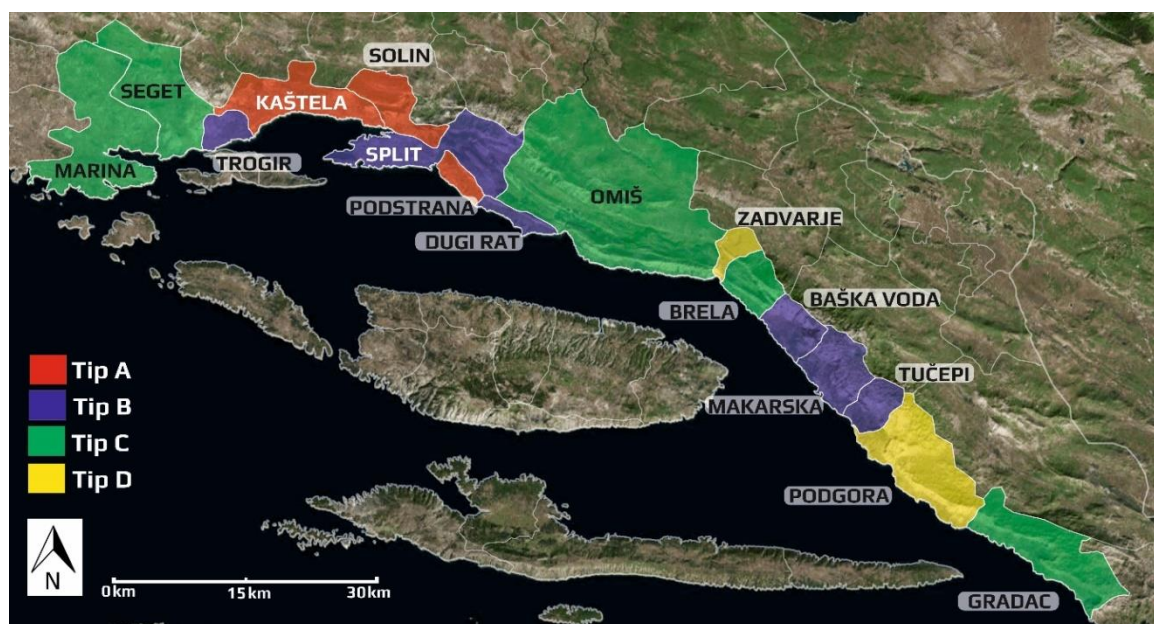 SOLIN
SEGET
KAŠTELA
SPLIT
MARINA
TROGIR
OMIŠ
PODSTRANA
ZADVARJE
DUGI RAT
BAŠKA VODA
BRELA
Tip A
TUČEPI
Tip B
MAKARSKA
Tip C
Tip D
PODGORA
N
0km
15km
30km
GRADAC